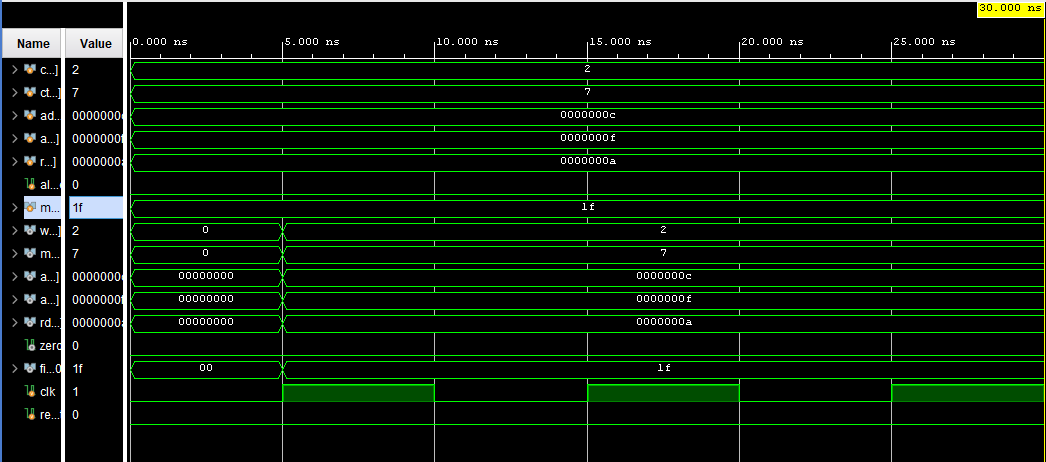 30.000 ns
Name Value 0.000 ns 5.000 ns 10.000 ns 15.000 ns 20.000 ns 25.000 ns
c...] 2 2
ct...] 7 7
ad... 0000000c 0000000c
a...] 0000000f 0000000f
r...] 0000000a 0000000a
al... 0
m... 1f 1f
w...] 2 0 2
m... 7 0 7
a...] 0000000c 00000000 0000000c
a...] 0000000f 00000000 0000000f
rd...] 0000000a 00000000 0000000a
zero 0
fi...0 1f 00 1f
clk 1
re... 0